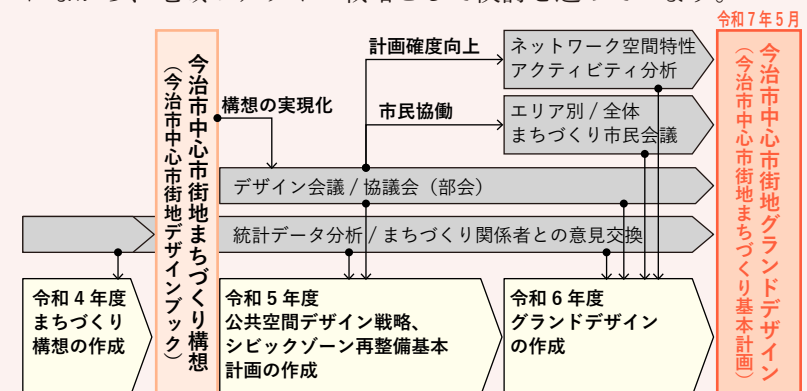 令和7年5月
計画確度向上
ネットワーク空間特性
アクティビティ分析
構想の実現化
市民協働
エリア別 / 全体
まちづくり市民会議
今治市中心市街地まちづくり構想
（今治市中心市街地デザインブック）
今治市中心市街地グランドデザイン
（今治市中心市街地まちづくり基本計画）
デザイン会議 / 協議会（部会）
統計データ分析 / まちづくり関係者との意見交換
令和 4 年度
まちづくり
構想の作成
令和 5 年度
公共空間デザイン戦略、
シビックゾーン再整備基本
計画の作成
令和 6 年度
グランドデザイン
の作成